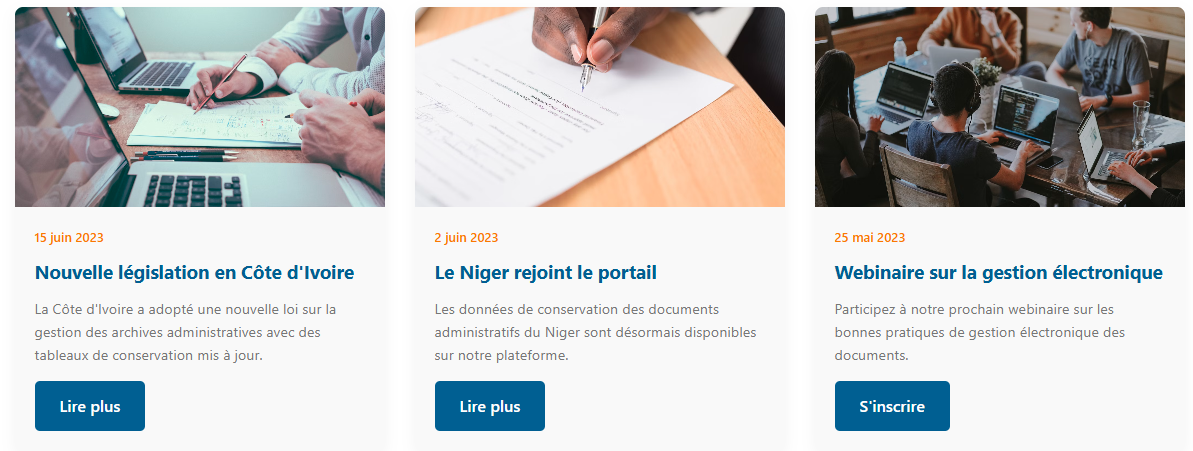 15 juin 2023
Nouvelle législation en Côte d'Ivoire
La Côte d'Ivoire a adopté une nouvelle loi sur la
gestion des archives administratives avec des
tableaux de conservation mis à jour.
Lire plus
2 juin 2023
Le Niger rejoint le portail
Les données de conservation des documents
administratifs du Niger sont désormais disponibles
sur notre plateforme.
Lire plus
25 mai 2023
Webinaire sur la gestion électronique
Participez à notre prochain webinaire sur les
bonnes pratiques de gestion électronique des
documents.
S'inscrire